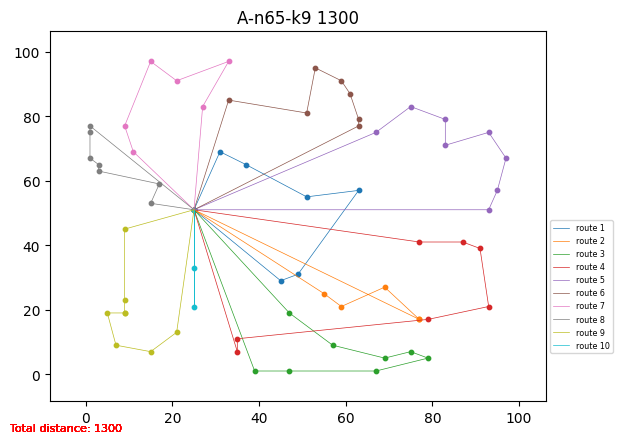 A-n65-k9 1300
100
80
60
40
20
0
0 20 40 60 80 100
route 1
route 2
route 3
route 4
route 5
route 6
route 7
route 8
route 9
route 10
Total distance: 1300